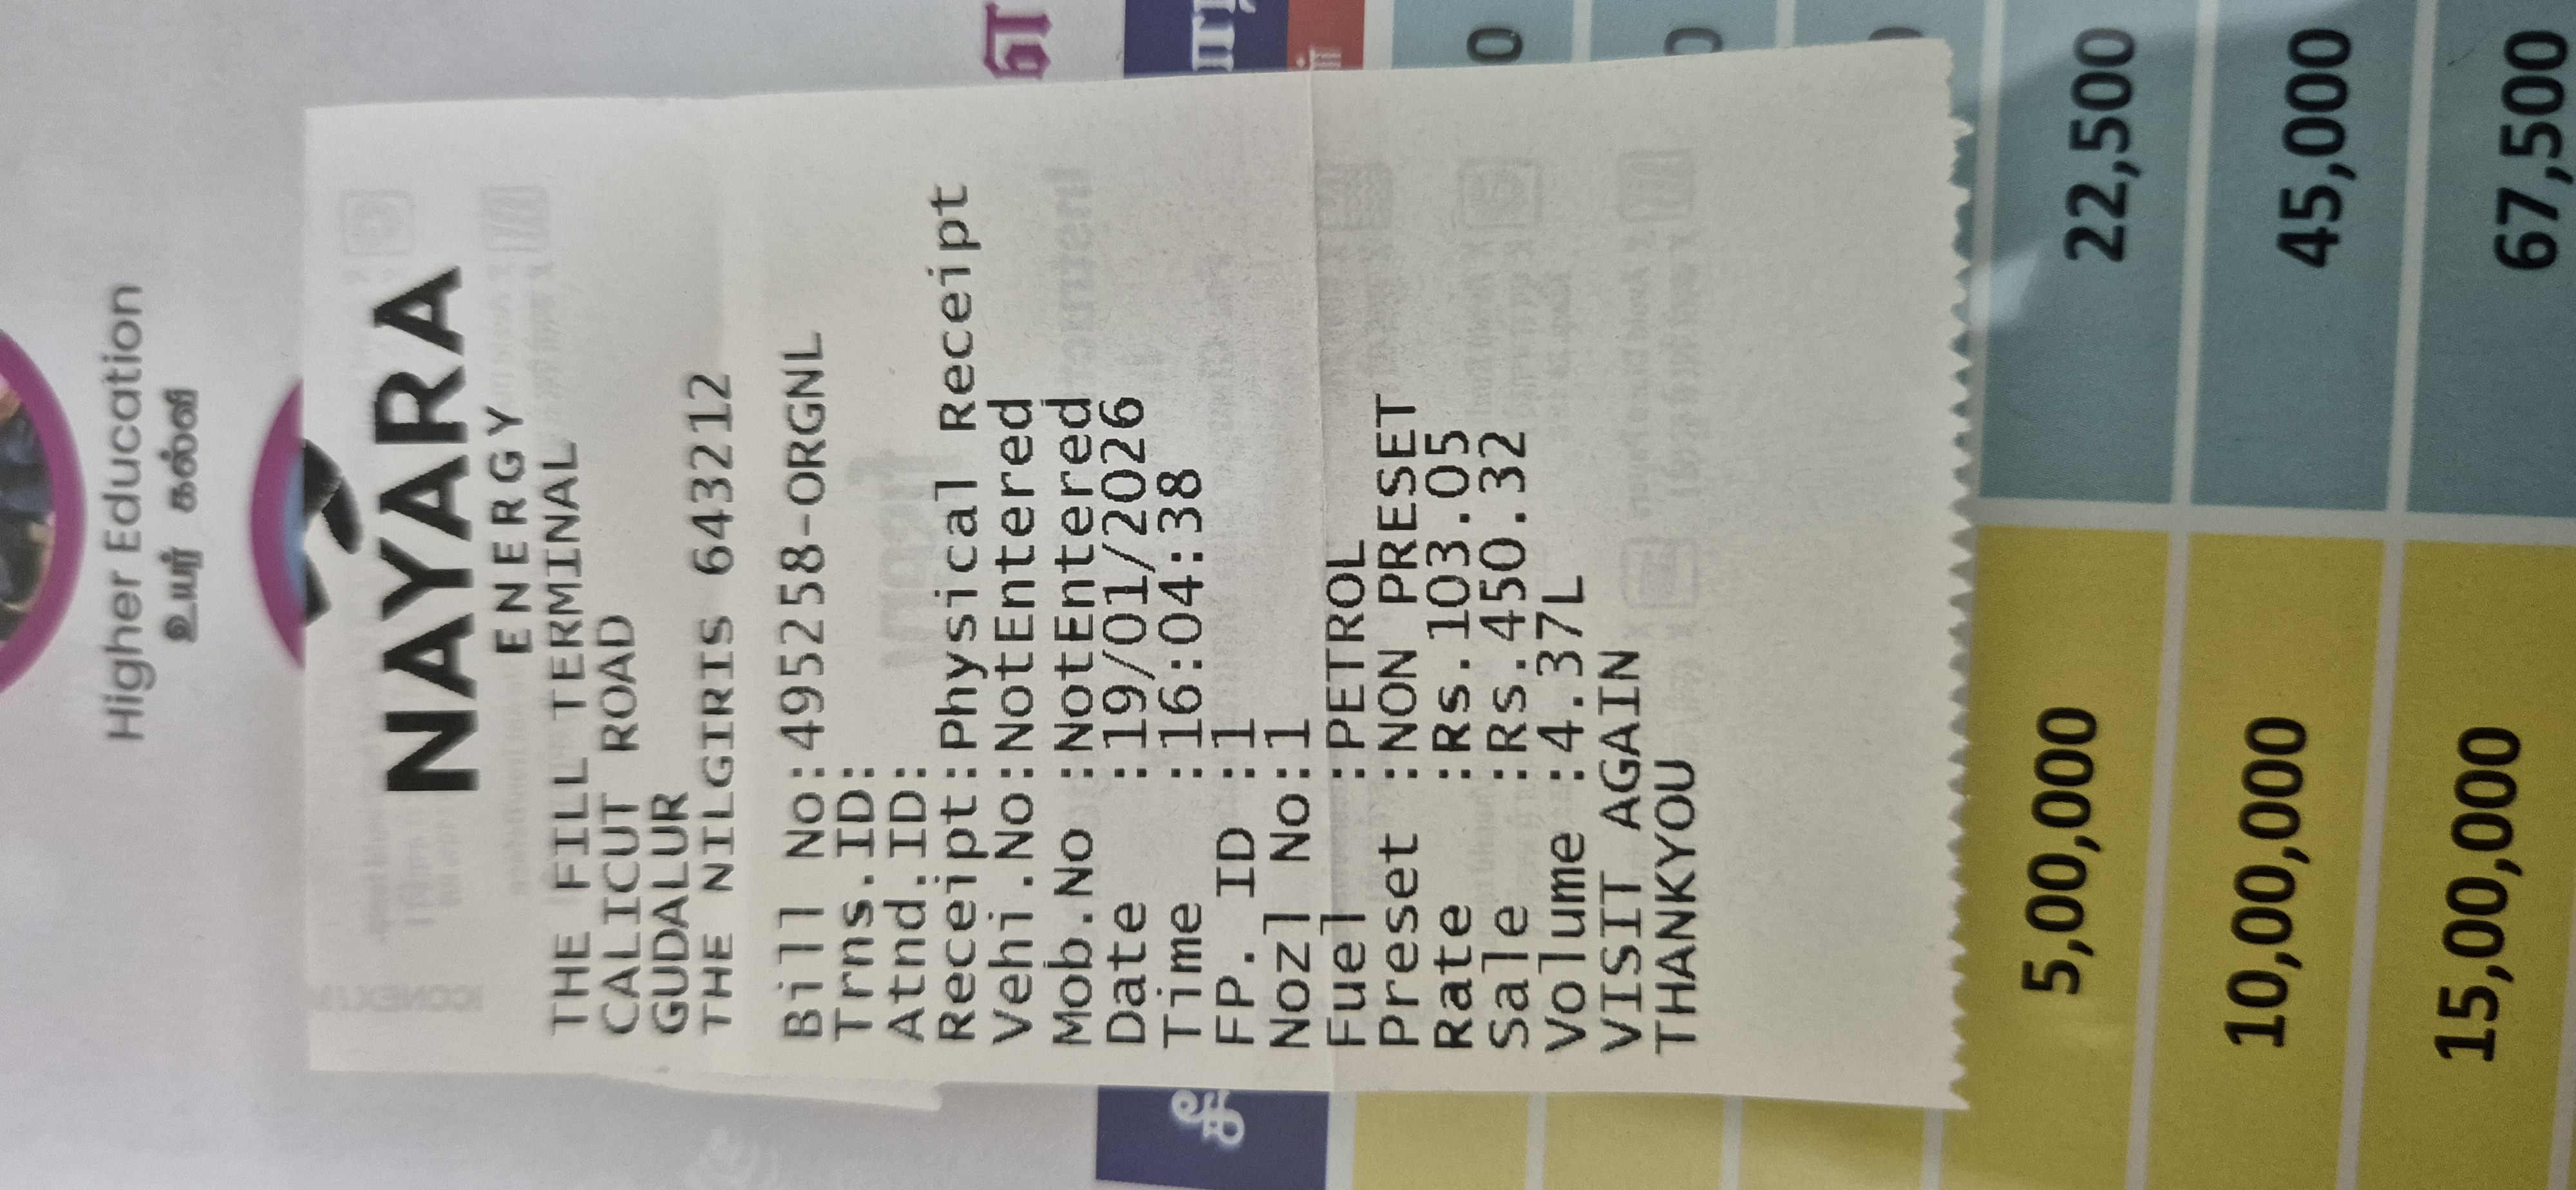 Higher Education
உயர் கல்வி
NAYARA
ENERGY
THE FILL TERMINAL
CALICUT ROAD
GUDALUR
THE NILGIRIS 643212
Bill No:495258-ORGNL
Trns.ID:
Atnd.ID:
Receipt:Physical Receipt
Vehi.No:NotEntered
Mob.No :NotEntered
Date :19/01/2026
Time :16:04:38
FP. ID :1
Nozl No:1
Fuel :PETROL
Preset :NON PRESET
Rate :Rs.103.05
Sale :Rs.450.32
Volume :4.37L
VISIT AGAIN
THANKYOU
5,00,000 22,500
10,00,000 45,000
15,00,000 67,500